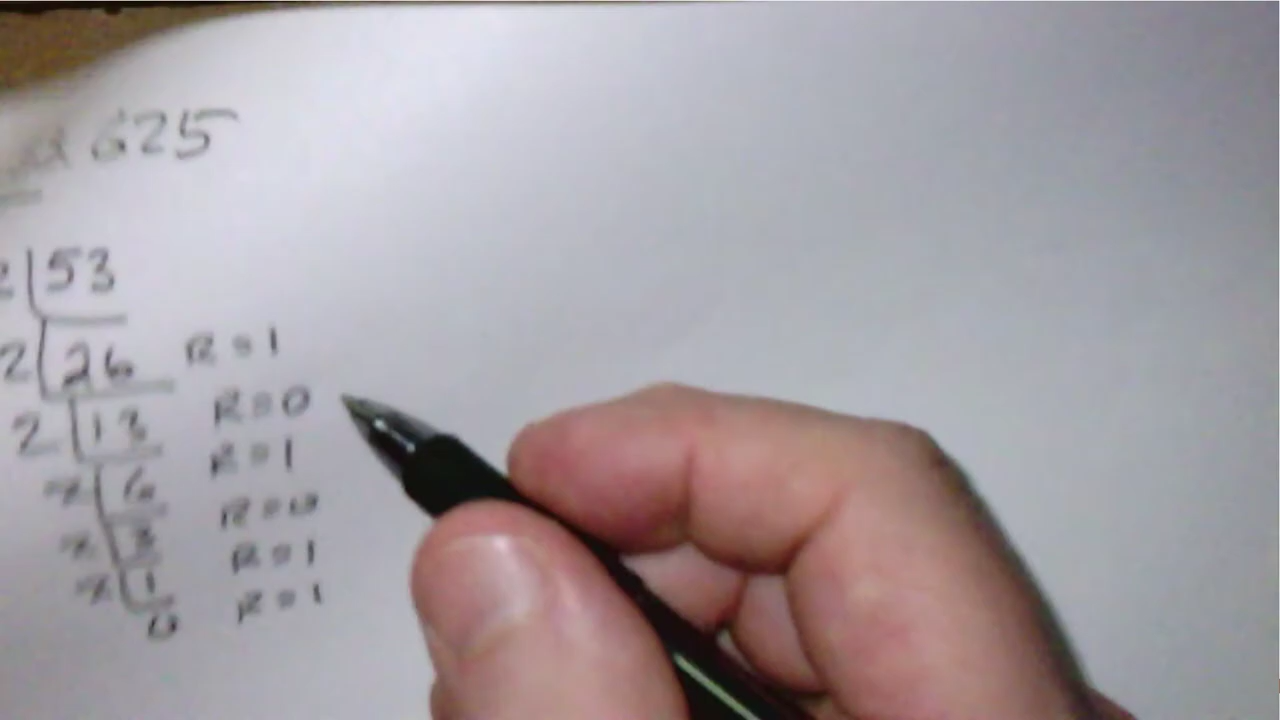 625
2 53
2 26 R=1
2 13 R=0
2 6 R=1
2 3 R=0
2 1 R=1
0 R=1